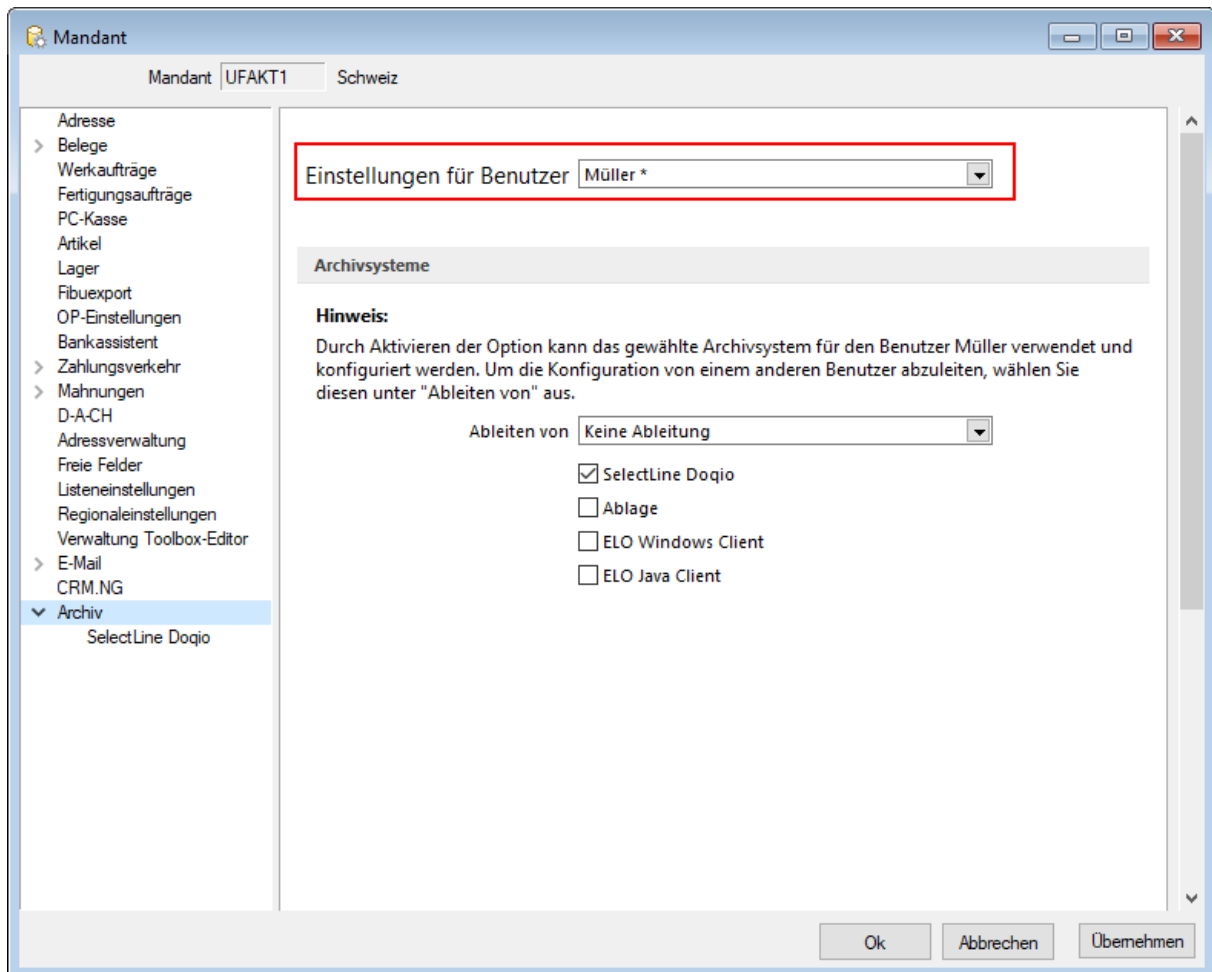 Mandant
Mandant UFAKT1 Schweiz
Adresse
Belege
Werkaufträge
Fertigungsaufträge
PC-Kasse
Artikel
Lager
Fibuexport
OP-Einstellungen
Bankassistent
Zahlungsverkehr
Mahnungen
D-A-CH
Adressverwaltung
Freie Felder
Listeneinstellungen
Regionaleinstellungen
Verwaltung Toolbox-Editor
E-Mail
CRM.NG
Archiv
SelectLine Doqio
Einstellungen für Benutzer Müller *
Archivsysteme
Hinweis:
Durch Aktivieren der Option kann das gewählte Archivsystem für den Benutzer Müller verwendet und
konfiguriert werden. Um die Konfiguration von einem anderen Benutzer abzuleiten, wählen Sie
diesen unter "Ableiten von" aus.
Ableiten von Keine Ableitung
SelectLine Doqio
Ablage
ELO Windows Client
ELO Java Client
Ok Abbrechen Übernehmen